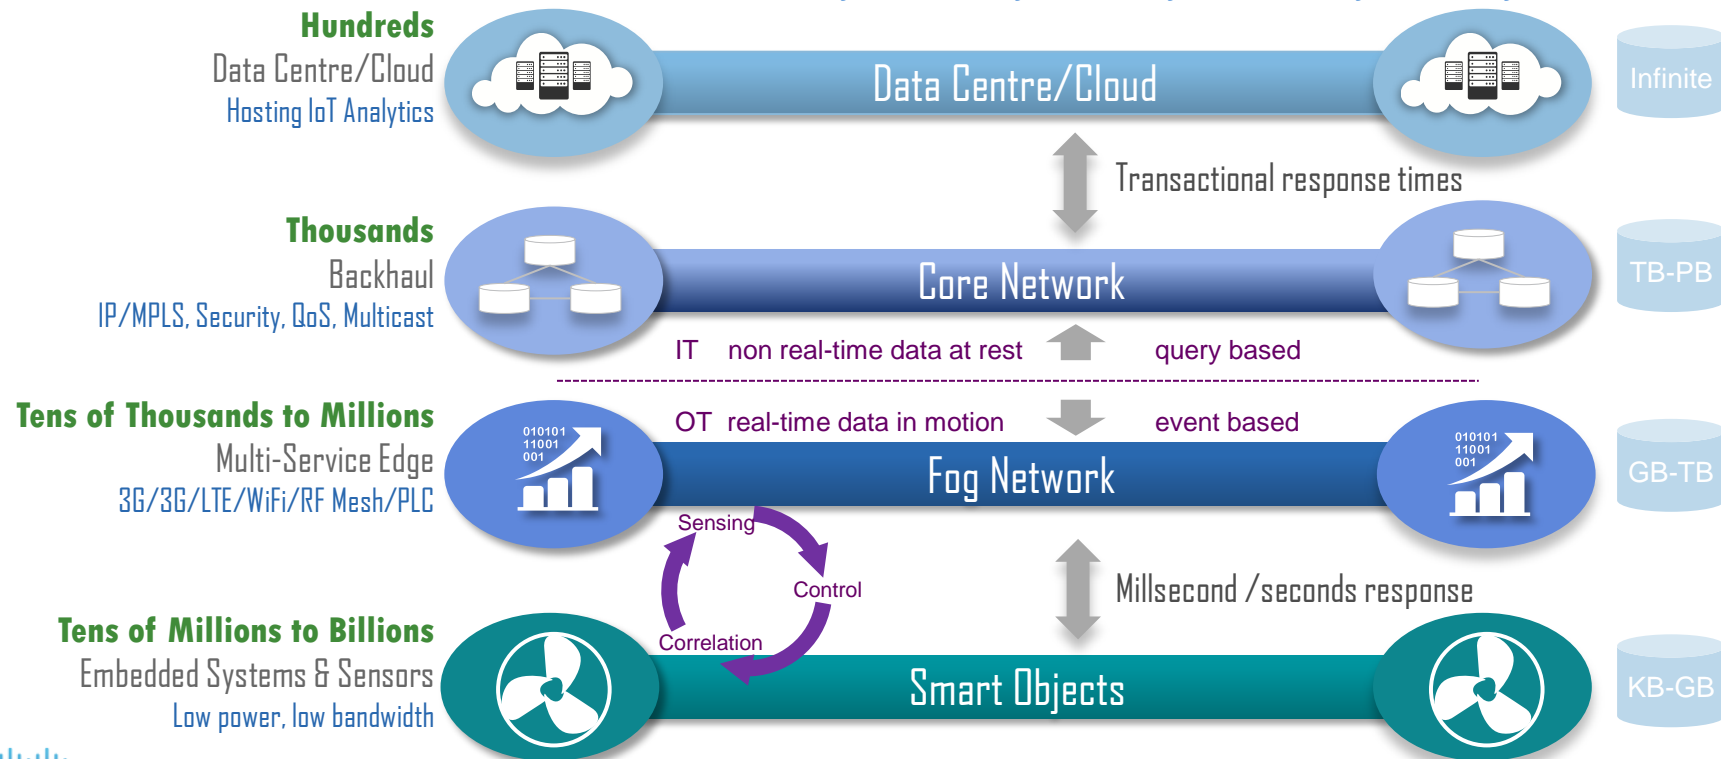 Hundreds
Data Centre/Cloud
Hosting IoT Analytics
Data Centre/Cloud
Infinite
Transactional response times
Thousands
Backhaul
IP/MPLS, Security, QoS, Multicast
Core Network
TB-PB
IT non real-time data at rest query based
OT real-time data in motion event based
Tens of Thousands to Millions
Multi-Service Edge
3G/3G/LTE/WiFi/RF Mesh/PLC
010101
11001
001
Fog Network
010101
11001
001
GB-TB
Sensing
Control
Correlation
Millsecond /seconds response
Tens of Millions to Billions
Embedded Systems & Sensors
Low power, low bandwidth
Smart Objects
KB-GB